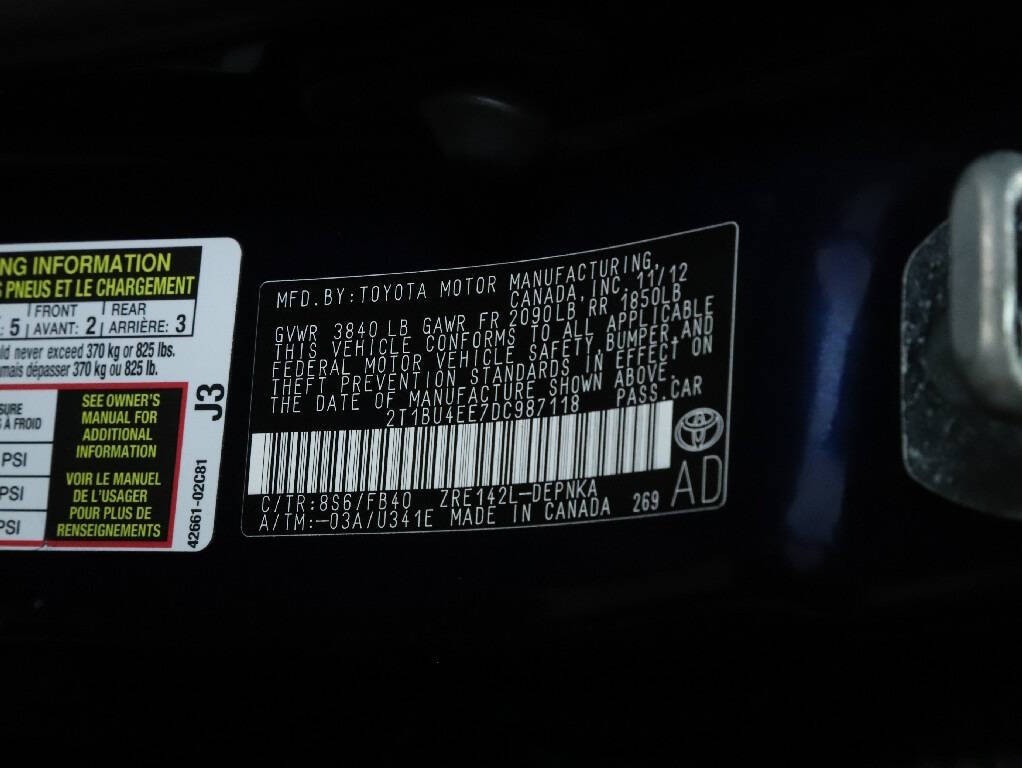 NG INFORMATION
S PNEUS ET LE CHARGEMENT
: 5 | FRONT AVANT: 2 | REAR ARRIÈRE: 3
ld never exceed 370 kg or 825 lbs.
mais dépasser 370 kg ou 825 lb.
SURE
S À FROID
PSI
PSI
PSI
SEE OWNER'S
MANUAL FOR
ADDITIONAL
INFORMATION
VOIR LE MANUEL
DE L'USAGER
POUR PLUS DE
RENSEIGNEMENTS
J3
42661-02C81
MFD.BY:TOYOTA MOTOR MANUFACTURING,
CANADA,INC. 11/12
GVWR 3840 LB GAWR FR 2090LB RR 1850LB
THIS VEHICLE CONFORMS TO ALL APPLICABLE
FEDERAL MOTOR VEHICLE SAFETY,BUMPER,AND
THEFT PREVENTION STANDARDS IN EFFECT ON
THE DATE OF MANUFACTURE SHOWN ABOVE.
2T1BU4EE7DC987118 PASS.CAR
C/TR:8S6/FB40 ZRE142L-DEPNKA
A/TM:-03A/U341E MADE IN CANADA 269
AD